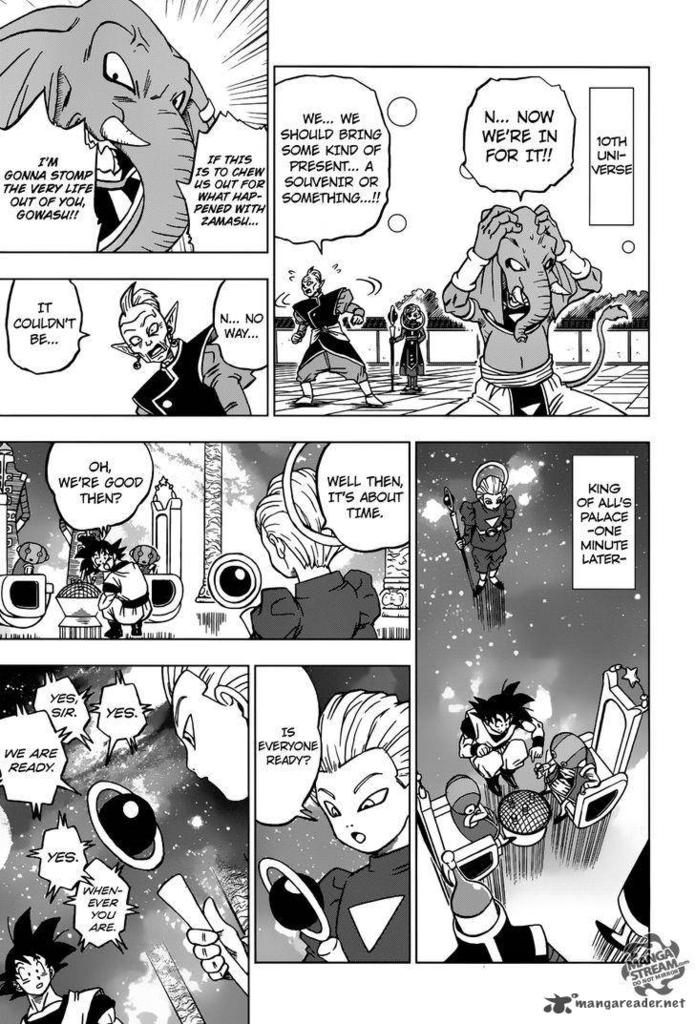 10TH
UNI-
VERSE
N... NOW
WE'RE IN
FOR IT!!
WE... WE
SHOULD BRING
SOME KIND OF
PRESENT... A
SOUVENIR OR
SOMETHING...!!
IF THIS
IS TO CHEW
US OUT FOR
WHAT HAP-
PENED WITH
ZAMASU...
I'M
GONNA STOMP
THE VERY LIFE
OUT OF YOU,
GOWASU!!
N... NO
WAY...
IT
COULDN'T
BE...
KING
OF ALL'S
PALACE
-ONE
MINUTE
LATER-
WELL THEN,
IT'S ABOUT
TIME.
OH,
WE'RE GOOD
THEN?
IS
EVERYONE
READY?
YES.
YES,
SIR.
WE ARE
READY.
YES.
WHEN-
EVER
YOU
ARE.
MANGA
STREAM
DO NOT MIRROR
mangareader.net